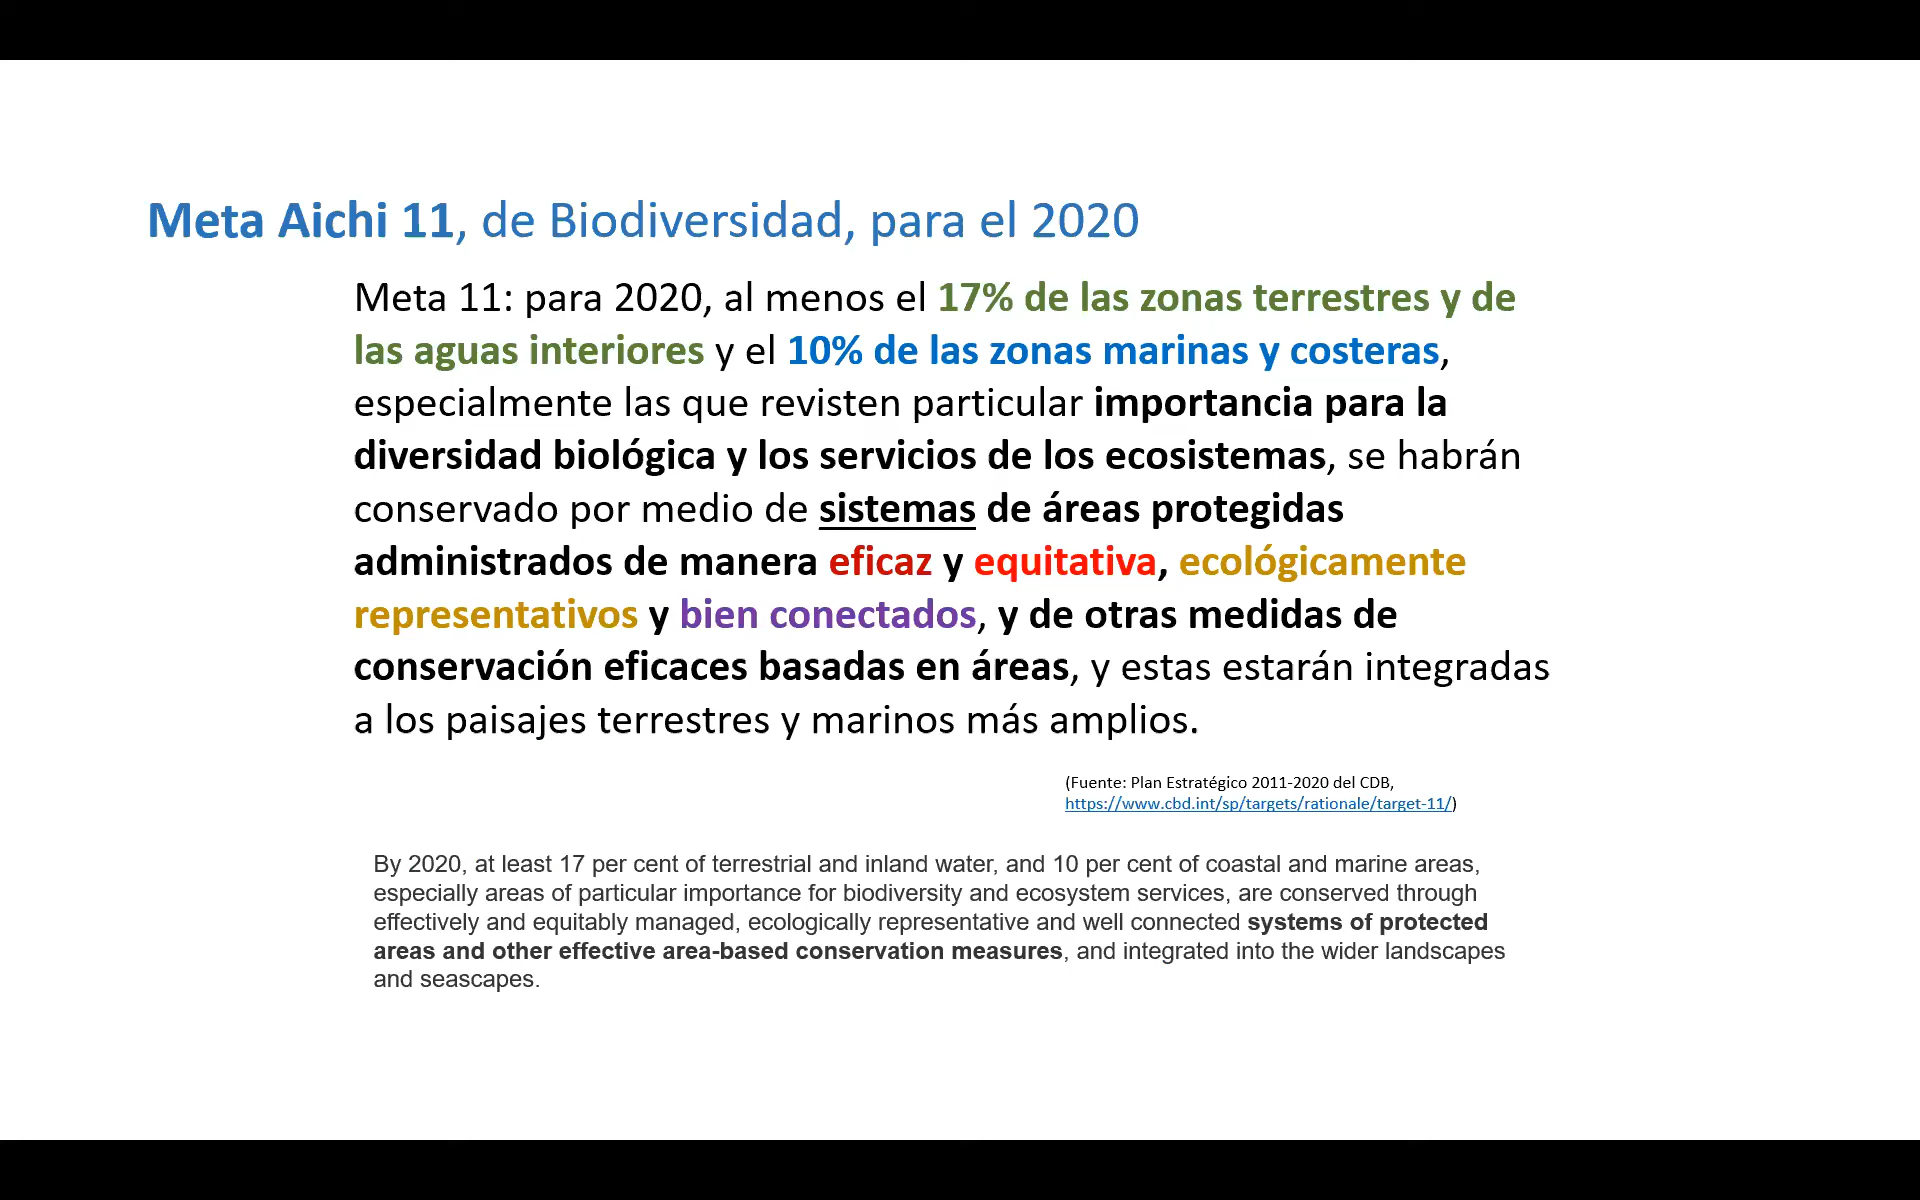 Meta Aichi 11, de Biodiversidad, para el 2020
Meta 11: para 2020, al menos el 17% de las zonas terrestres y de
las aguas interiores y el 10% de las zonas marinas y costeras,
especialmente las que revisten particular importancia para la
diversidad biológica y los servicios de los ecosistemas, se habrán
conservado por medio de sistemas de áreas protegidas
administrados de manera eficaz y equitativa, ecológicamente
representativos y bien conectados, y de otras medidas de
conservación eficaces basadas en áreas, y estas estarán integradas
a los paisajes terrestres y marinos más amplios.
(Fuente: Plan Estratégico 2011-2020 del CDB,
https://www.cbd.int/sp/targets/rationale/target-11/)
By 2020, at least 17 per cent of terrestrial and inland water, and 10 per cent of coastal and marine areas,
especially areas of particular importance for biodiversity and ecosystem services, are conserved through
effectively and equitably managed, ecologically representative and well connected systems of protected
areas and other effective area-based conservation measures, and integrated into the wider landscapes
and seascapes.